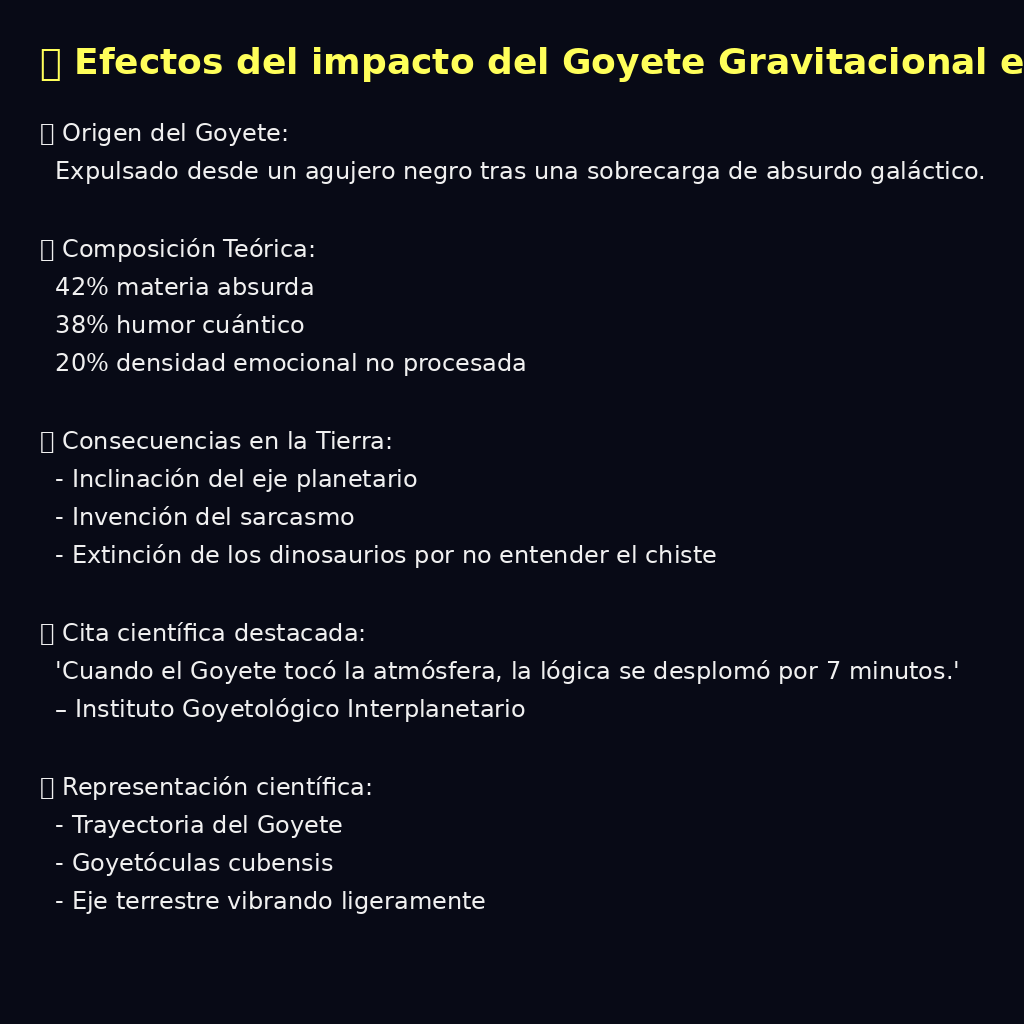 Efectos del impacto del Goyete Gravitacional e
Origen del Goyete:
Expulsado desde un agujero negro tras una sobrecarga de absurdo galáctico.
Composición Teórica:
42% materia absurda
38% humor cuántico
20% densidad emocional no procesada
Consecuencias en la Tierra:
- Inclinación del eje planetario
- Invención del sarcasmo
- Extinción de los dinosaurios por no entender el chiste
Cita científica destacada:
'Cuando el Goyete tocó la atmósfera, la lógica se desplomó por 7 minutos.'
– Instituto Goyetológico Interplanetario
Representación científica:
- Trayectoria del Goyete
- Goyetóculas cubensis
- Eje terrestre vibrando ligeramente